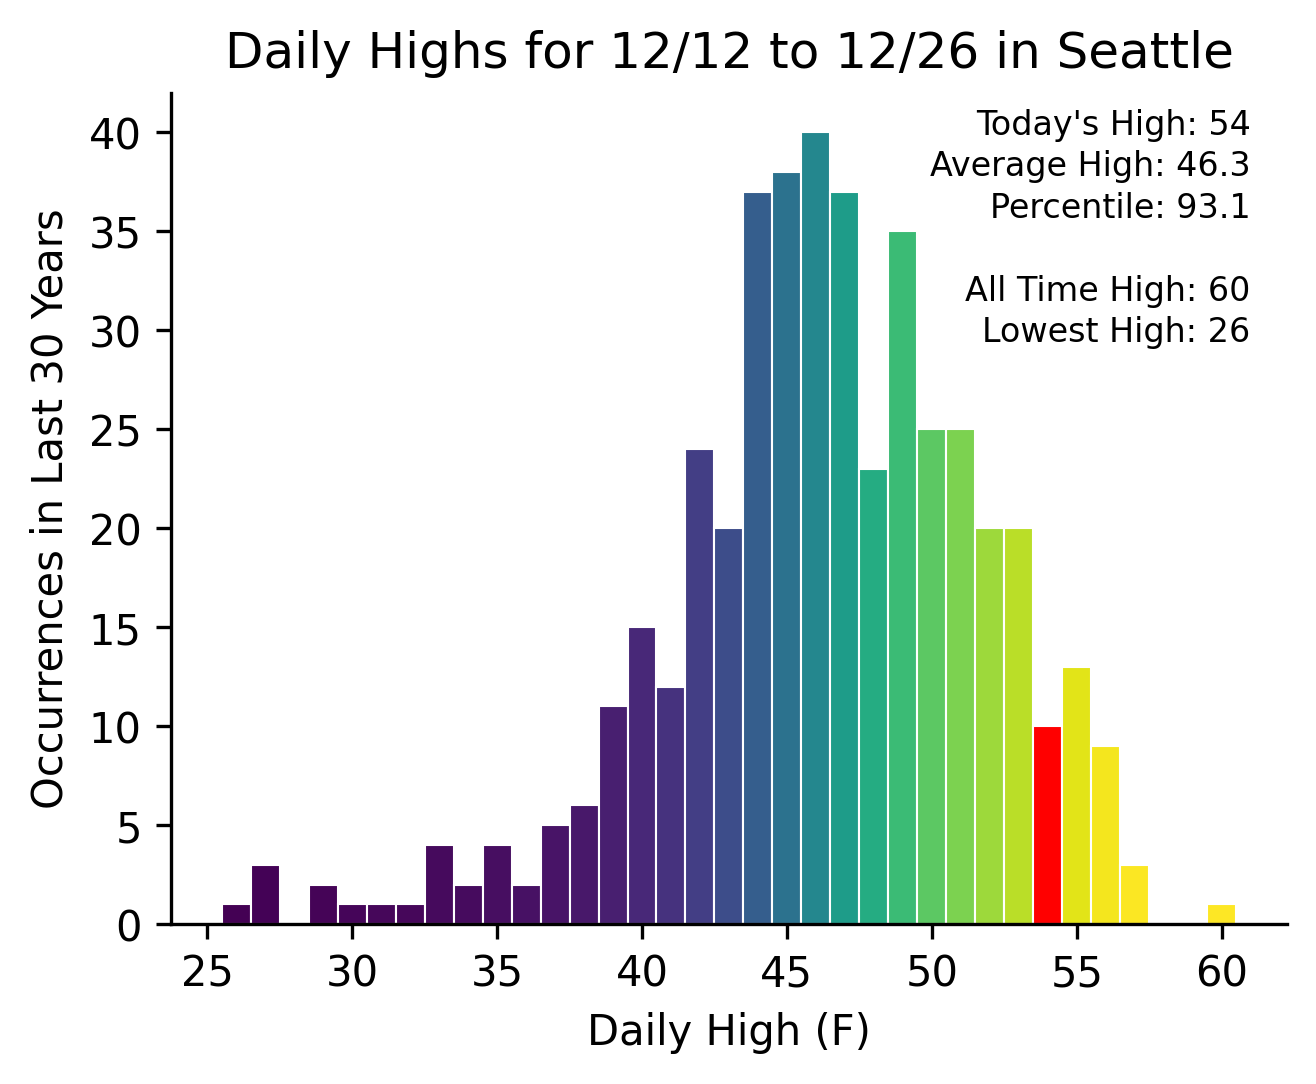 Daily Highs for 12/12 to 12/26 in Seattle
Today's High: 54
Average High: 46.3
Percentile: 93.1
All Time High: 60
Lowest High: 26
Occurrences in Last 30 Years
40
35
30
25
20
15
10
5
0
25 30 35 40 45 50 55 60
Daily High (F)